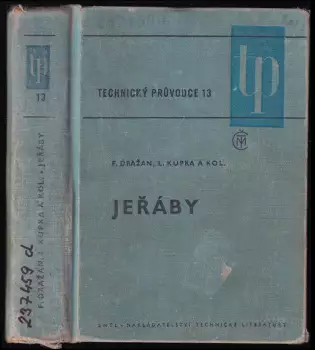 tp
13
F. DRAŽAN, L. KUPKA A KOL. • JEŘÁBY
237459 d
TECHNICKÝ PRŮVODCE 13
tp
ČTM
F. DRAŽAN, L. KUPKA A KOL.
JEŘÁBY
SNTL • NAKLADATELSTVÍ TECHNICKÉ LITERATURY